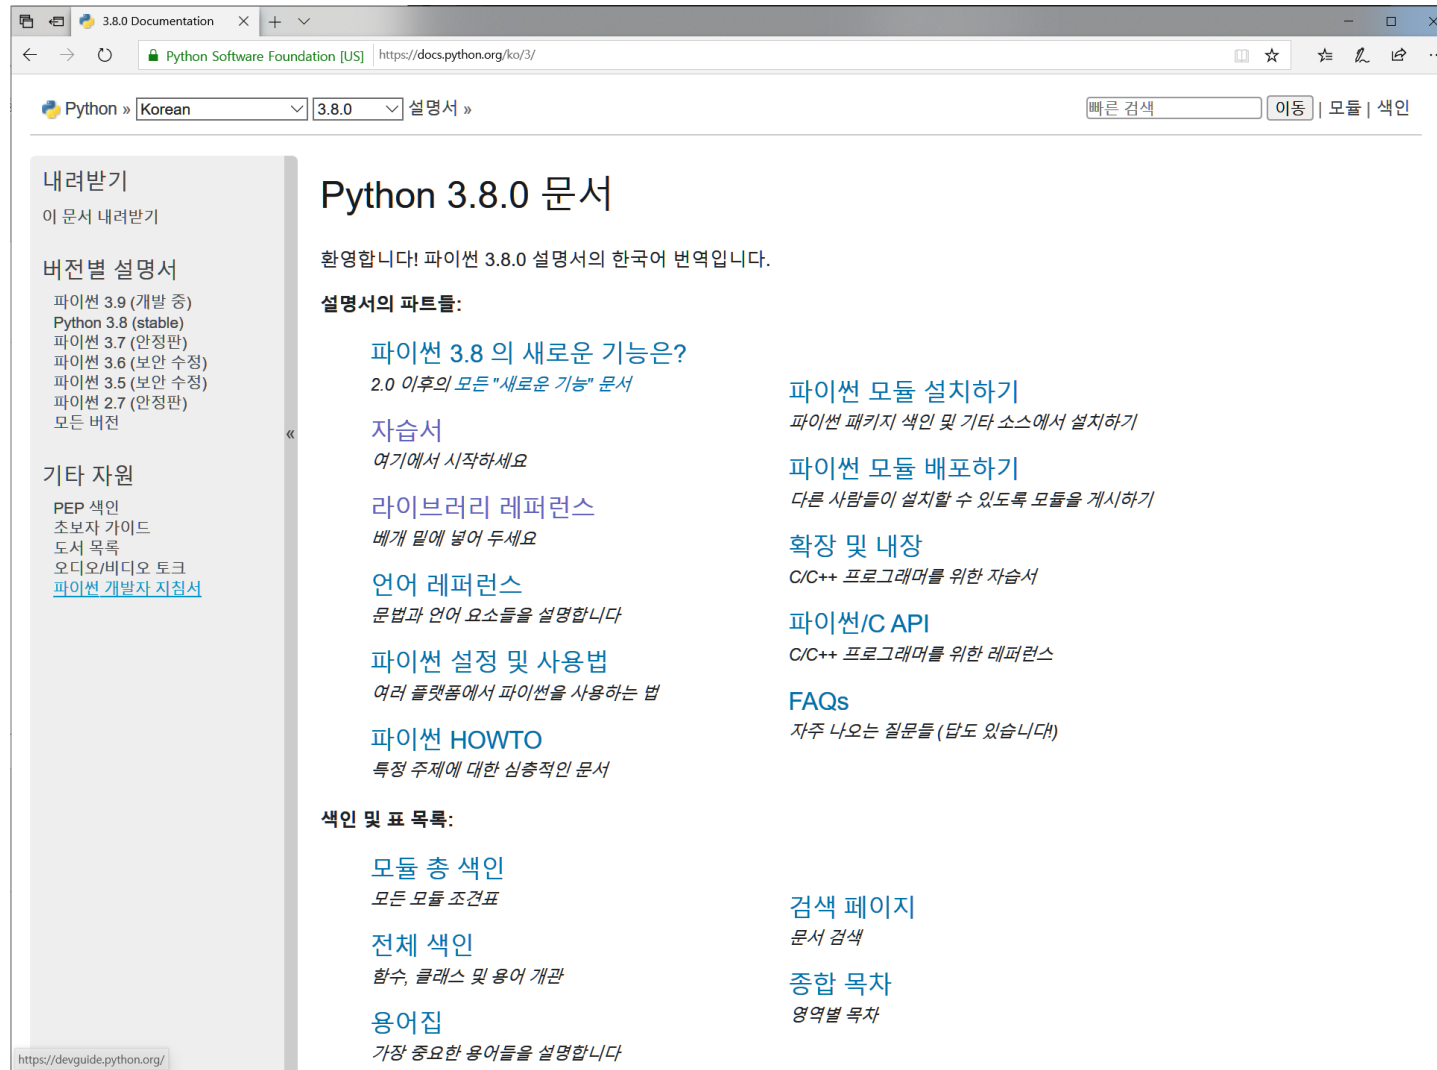 3.8.0 Documentation
Python Software Foundation [US] https://docs.python.org/ko/3/
Python » Korean 3.8.0 설명서 »
빠른 검색 이동 | 모듈 | 색인
내려받기
이 문서 내려받기
버전별 설명서
파이썬 3.9 (개발 중)
Python 3.8 (stable)
파이썬 3.7 (안정판)
파이썬 3.6 (보안 수정)
파이썬 3.5 (보안 수정)
파이썬 2.7 (안정판)
모든 버전
기타 자원
PEP 색인
초보자 가이드
도서 목록
오디오/비디오 토크
파이썬 개발자 지침서
«
Python 3.8.0 문서
환영합니다! 파이썬 3.8.0 설명서의 한국어 번역입니다.
설명서의 파트들:
파이썬 3.8 의 새로운 기능은?
2.0 이후의 모든 "새로운 기능" 문서
자습서
여기에서 시작하세요
라이브러리 레퍼런스
베개 밑에 넣어 두세요
언어 레퍼런스
문법과 언어 요소들을 설명합니다
파이썬 설정 및 사용법
여러 플랫폼에서 파이썬을 사용하는 법
파이썬 HOWTO
특정 주제에 대한 심층적인 문서
파이썬 모듈 설치하기
파이썬 패키지 색인 및 기타 소스에서 설치하기
파이썬 모듈 배포하기
다른 사람들이 설치할 수 있도록 모듈을 게시하기
확장 및 내장
C/C++ 프로그래머를 위한 자습서
파이썬/C API
C/C++ 프로그래머를 위한 레퍼런스
FAQs
자주 나오는 질문들 (답도 있습니다!)
색인 및 표 목록:
모듈 총 색인
모든 모듈 조견표
전체 색인
함수, 클래스 및 용어 개관
용어집
가장 중요한 용어들을 설명합니다
검색 페이지
문서 검색
종합 목차
영역별 목차
https://devguide.python.org/